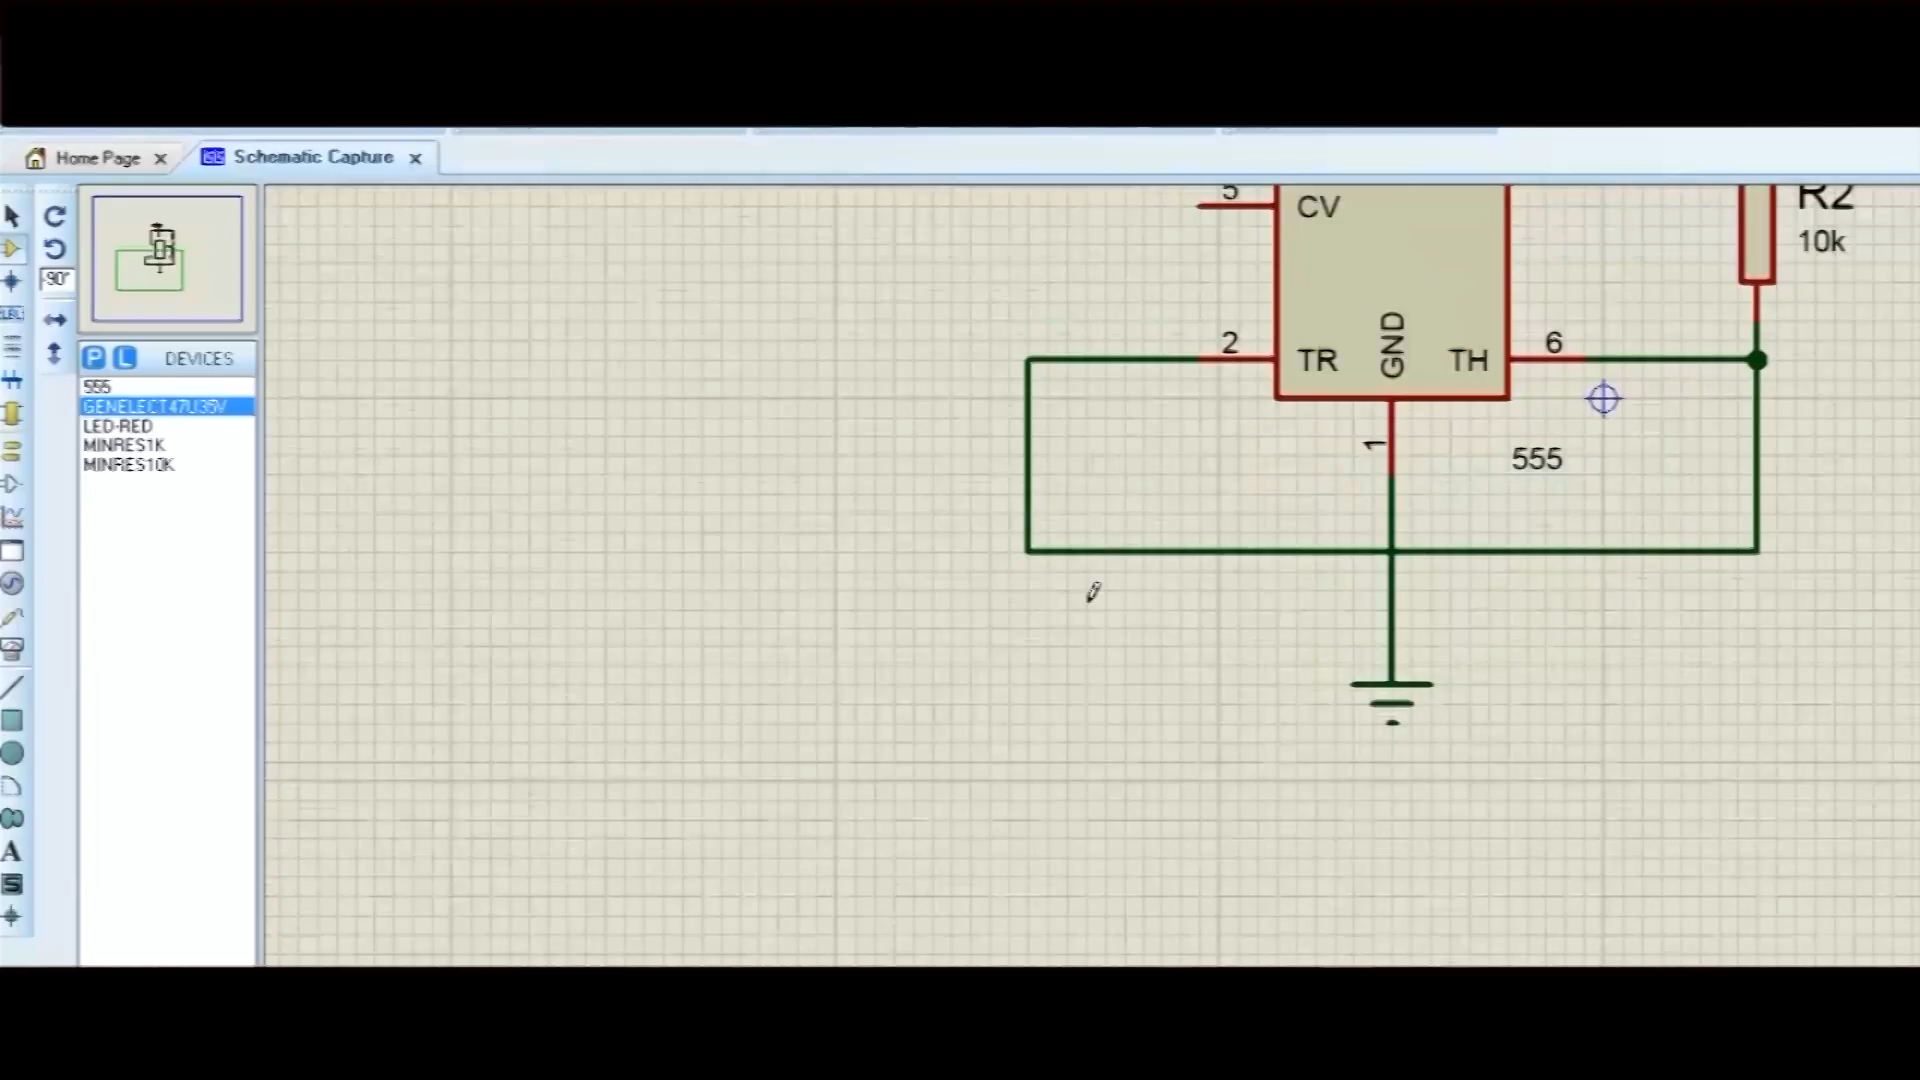 Home Page
Schematic Capture
-90°
P L DEVICES
555
GENELECT47U35V
LED-RED
MINRES1K
MINRES10K
LBL
A
S
5
CV
R2
10k
2
TR
GND
TH
6
1
555